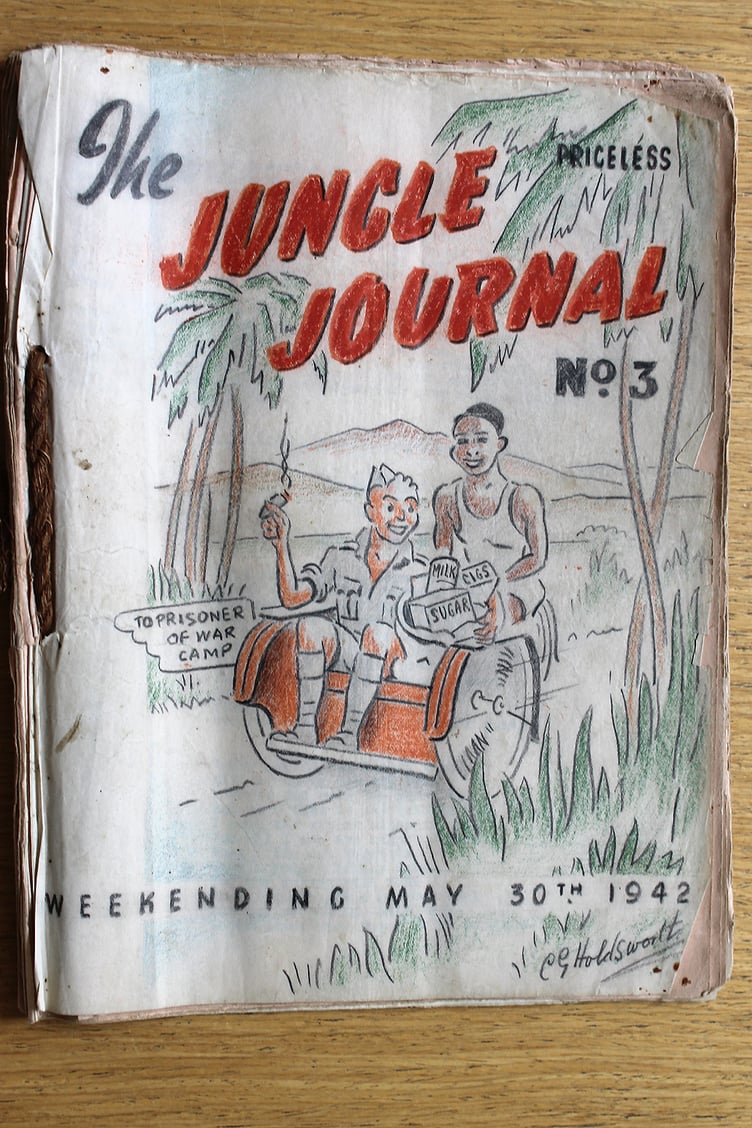 The
PRICELESS
JUNGLE
JOURNAL
No. 3
MILK
CIGS
SUGAR
TO PRISONER
OF WAR
CAMP
WEEKENDING MAY 30TH 1942
CG Holdsworth